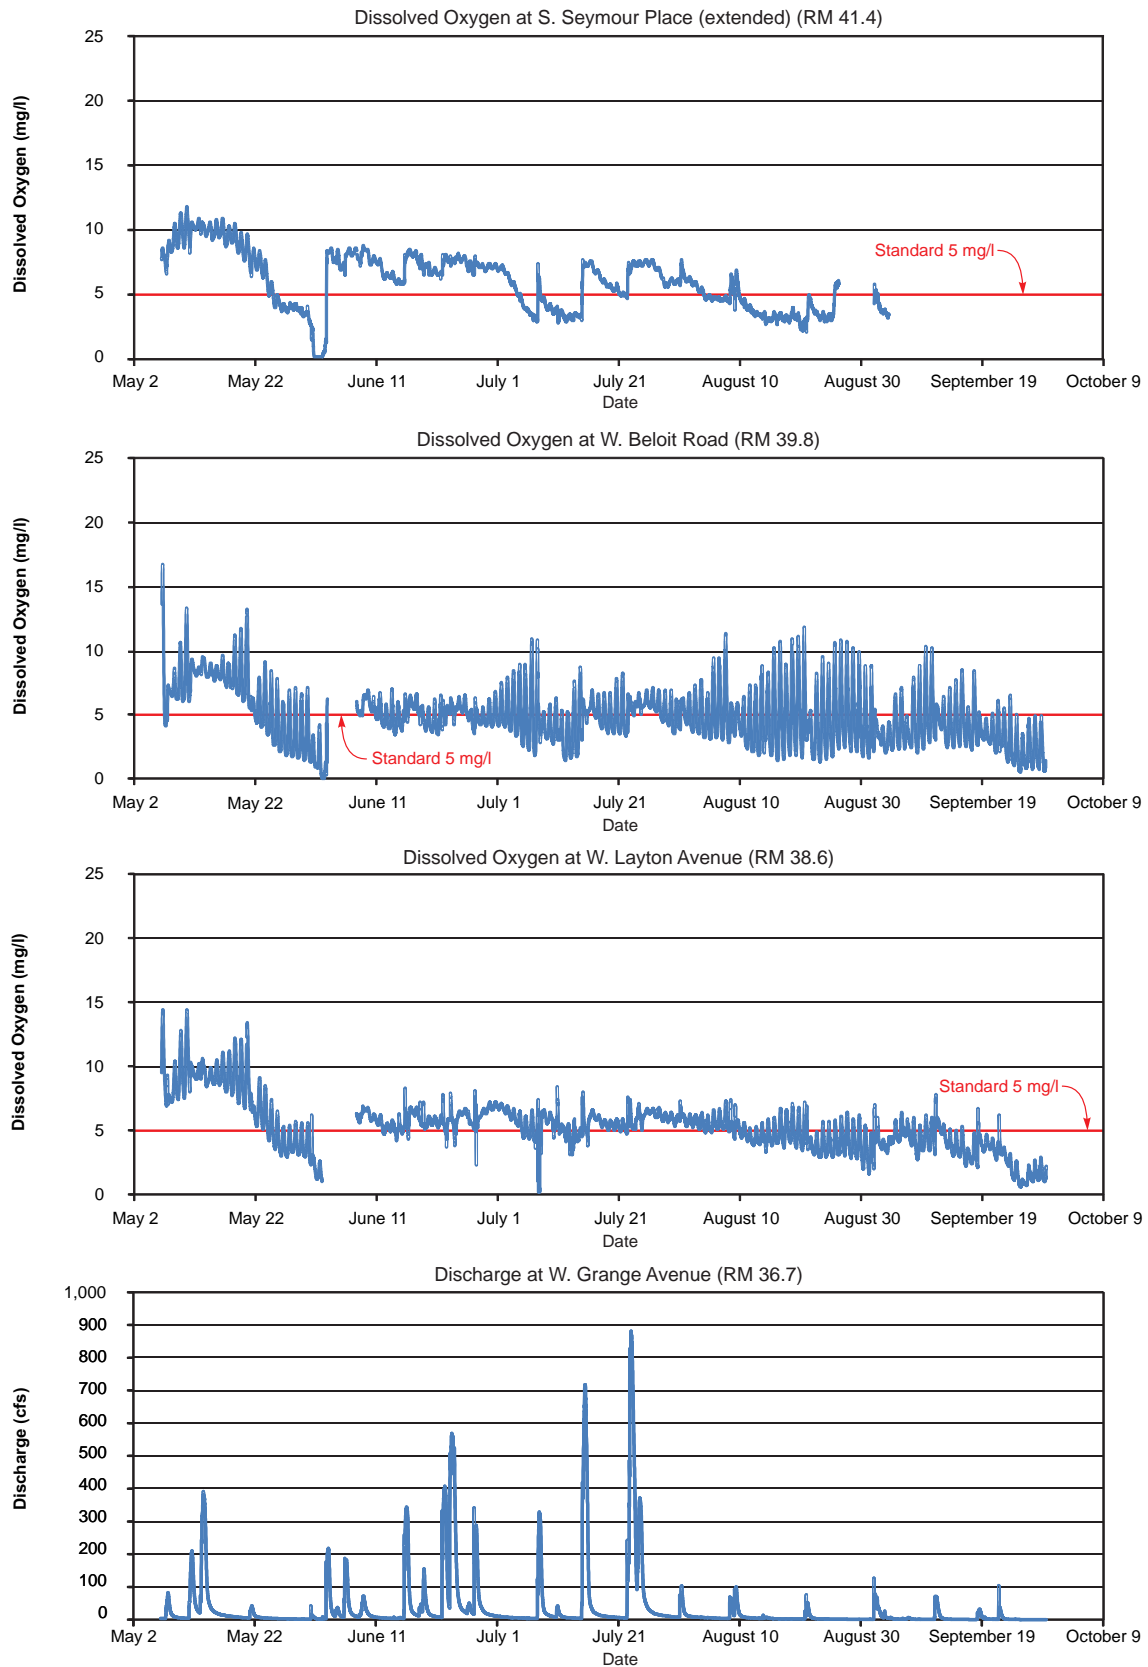 Dissolved Oxygen at S. Seymour Place (extended) (RM 41.4)
25
20
15
10
5
0
Dissolved Oxygen (mg/l)
Standard 5 mg/l
May 2 May 22 June 11 July 1 July 21 August 10 August 30 September 19 October 9
Date
Dissolved Oxygen at W. Beloit Road (RM 39.8)
25
20
15
10
5
0
Dissolved Oxygen (mg/l)
Standard 5 mg/l
May 2 May 22 June 11 July 1 July 21 August 10 August 30 September 19 October 9
Date
Dissolved Oxygen at W. Layton Avenue (RM 38.6)
25
20
15
10
5
0
Dissolved Oxygen (mg/l)
Standard 5 mg/l
May 2 May 22 June 11 July 1 July 21 August 10 August 30 September 19 October 9
Date
Discharge at W. Grange Avenue (RM 36.7)
1,000
900
800
700
600
500
400
300
200
100
0
Discharge (cfs)
May 2 May 22 June 11 July 1 July 21 August 10 August 30 September 19 October 9
Date